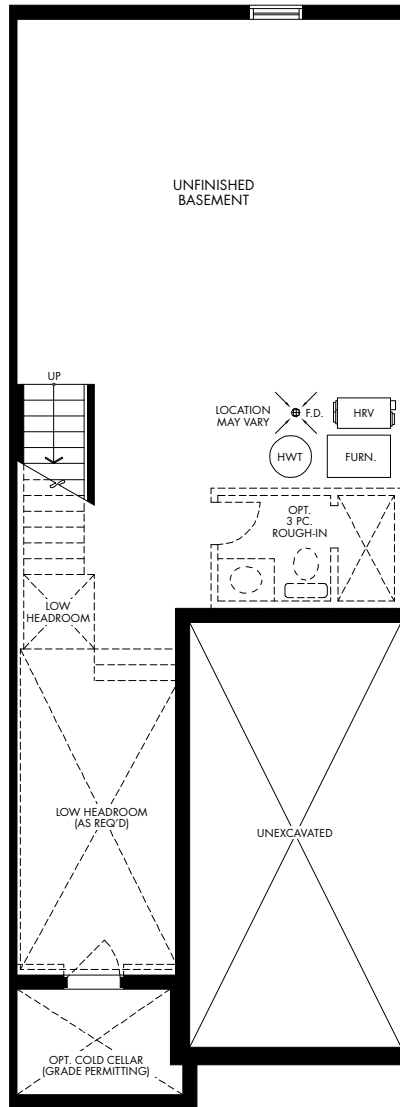 UNFINISHED
BASEMENT
UP
LOCATION
MAY VARY
F.D.
HRV
HWT
FURN.
OPT.
3 PC.
ROUGH-IN
LOW
HEADROOM
LOW HEADROOM
(AS REQ'D)
UNEXCAVATED
OPT. COLD CELLAR
(GRADE PERMITTING)